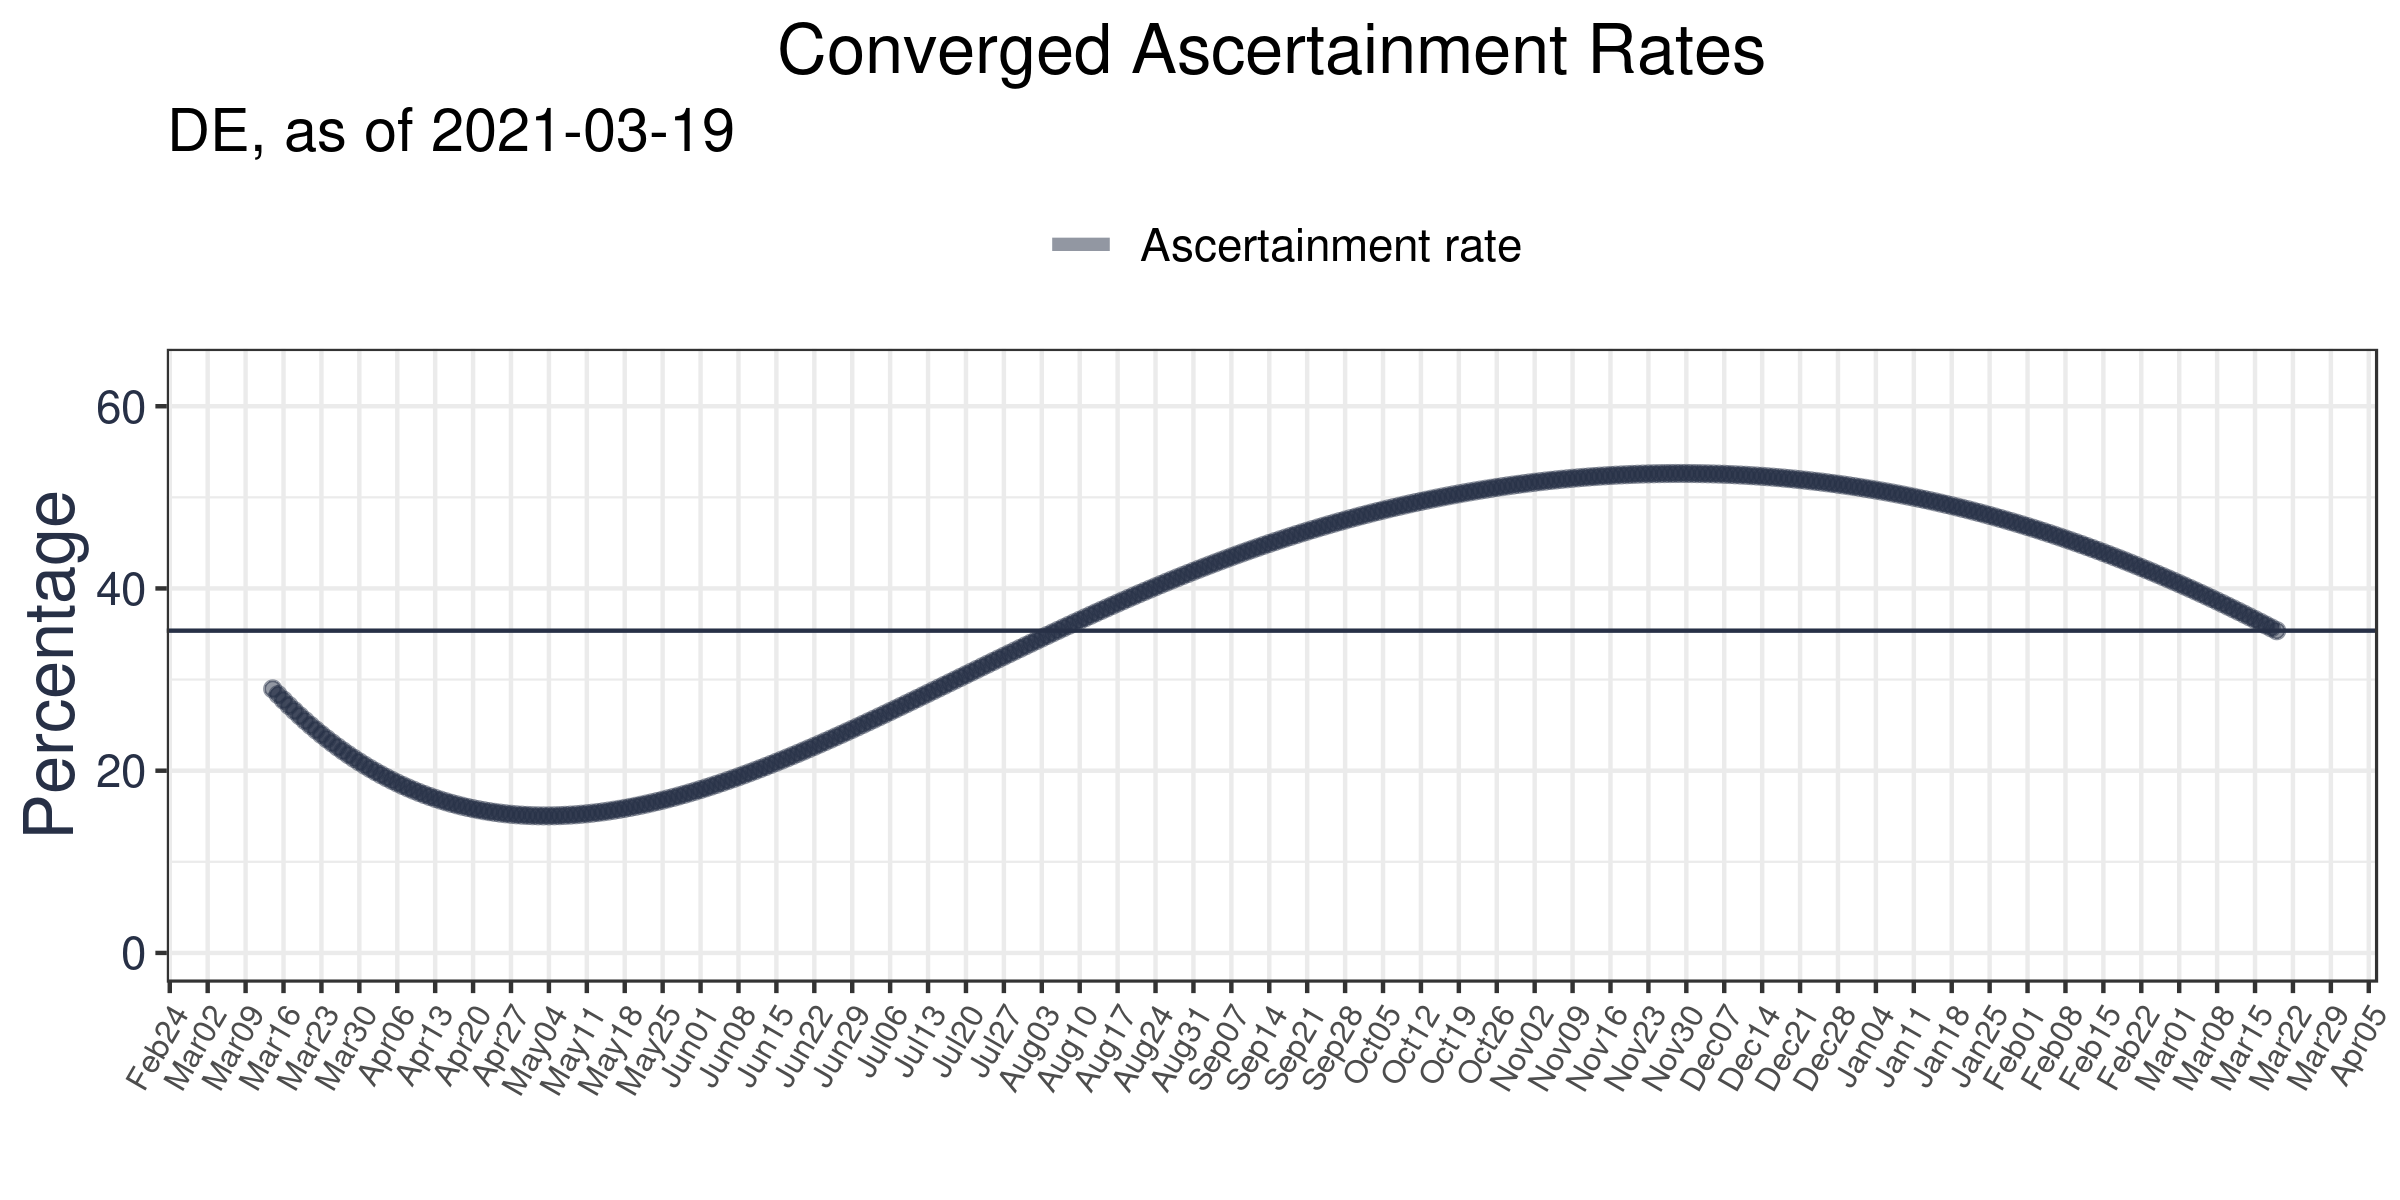 Converged Ascertainment Rates
DE, as of 2021-03-19
Ascertainment rate
Percentage
60
40
20
0
Feb24 Mar02 Mar09 Mar16 Mar23 Mar30 Apr06 Apr13 Apr20 Apr27 May04 May11 May18 May25 Jun01 Jun08 Jun15 Jun22 Jun29 Jul06 Jul13 Jul20 Jul27 Aug03 Aug10 Aug17 Aug24 Aug31 Sep07 Sep14 Sep21 Sep28 Oct05 Oct12 Oct19 Oct26 Nov02 Nov09 Nov16 Nov23 Nov30 Dec07 Dec14 Dec21 Dec28 Jan04 Jan11 Jan18 Jan25 Feb01 Feb08 Feb15 Feb22 Mar01 Mar08 Mar15 Mar22 Mar29 Apr05